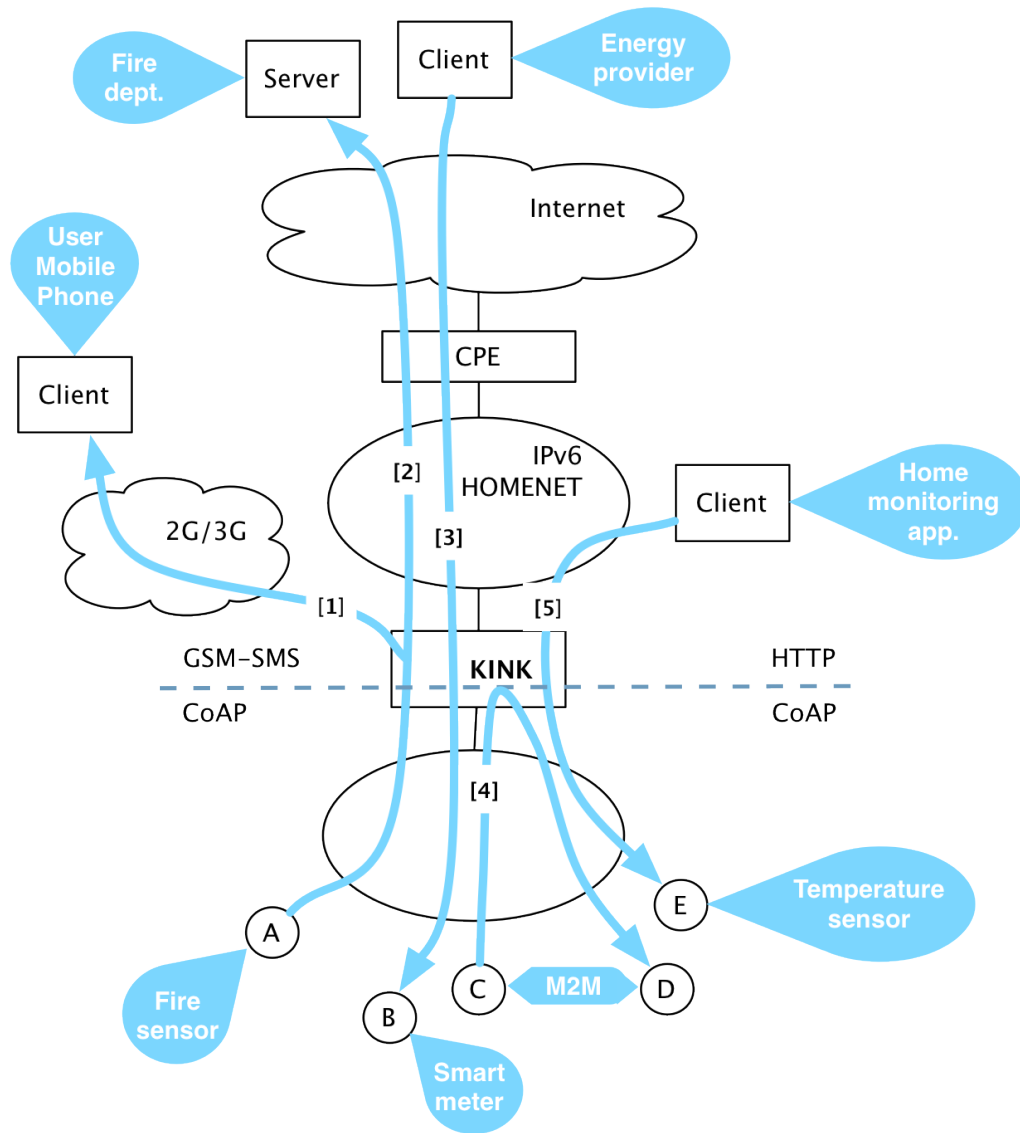 Fire
dept.
Server
Client
Energy
provider
Internet
User
Mobile
Phone
CPE
Client
[2]
IPv6
HOMENET
Client
Home
monitoring
app.
2G/3G
[3]
[1]
[5]
GSM-SMS
KINK
HTTP
CoAP
CoAP
[4]
A
E
Temperature
sensor
Fire
sensor
B
C
M2M
D
Smart
meter